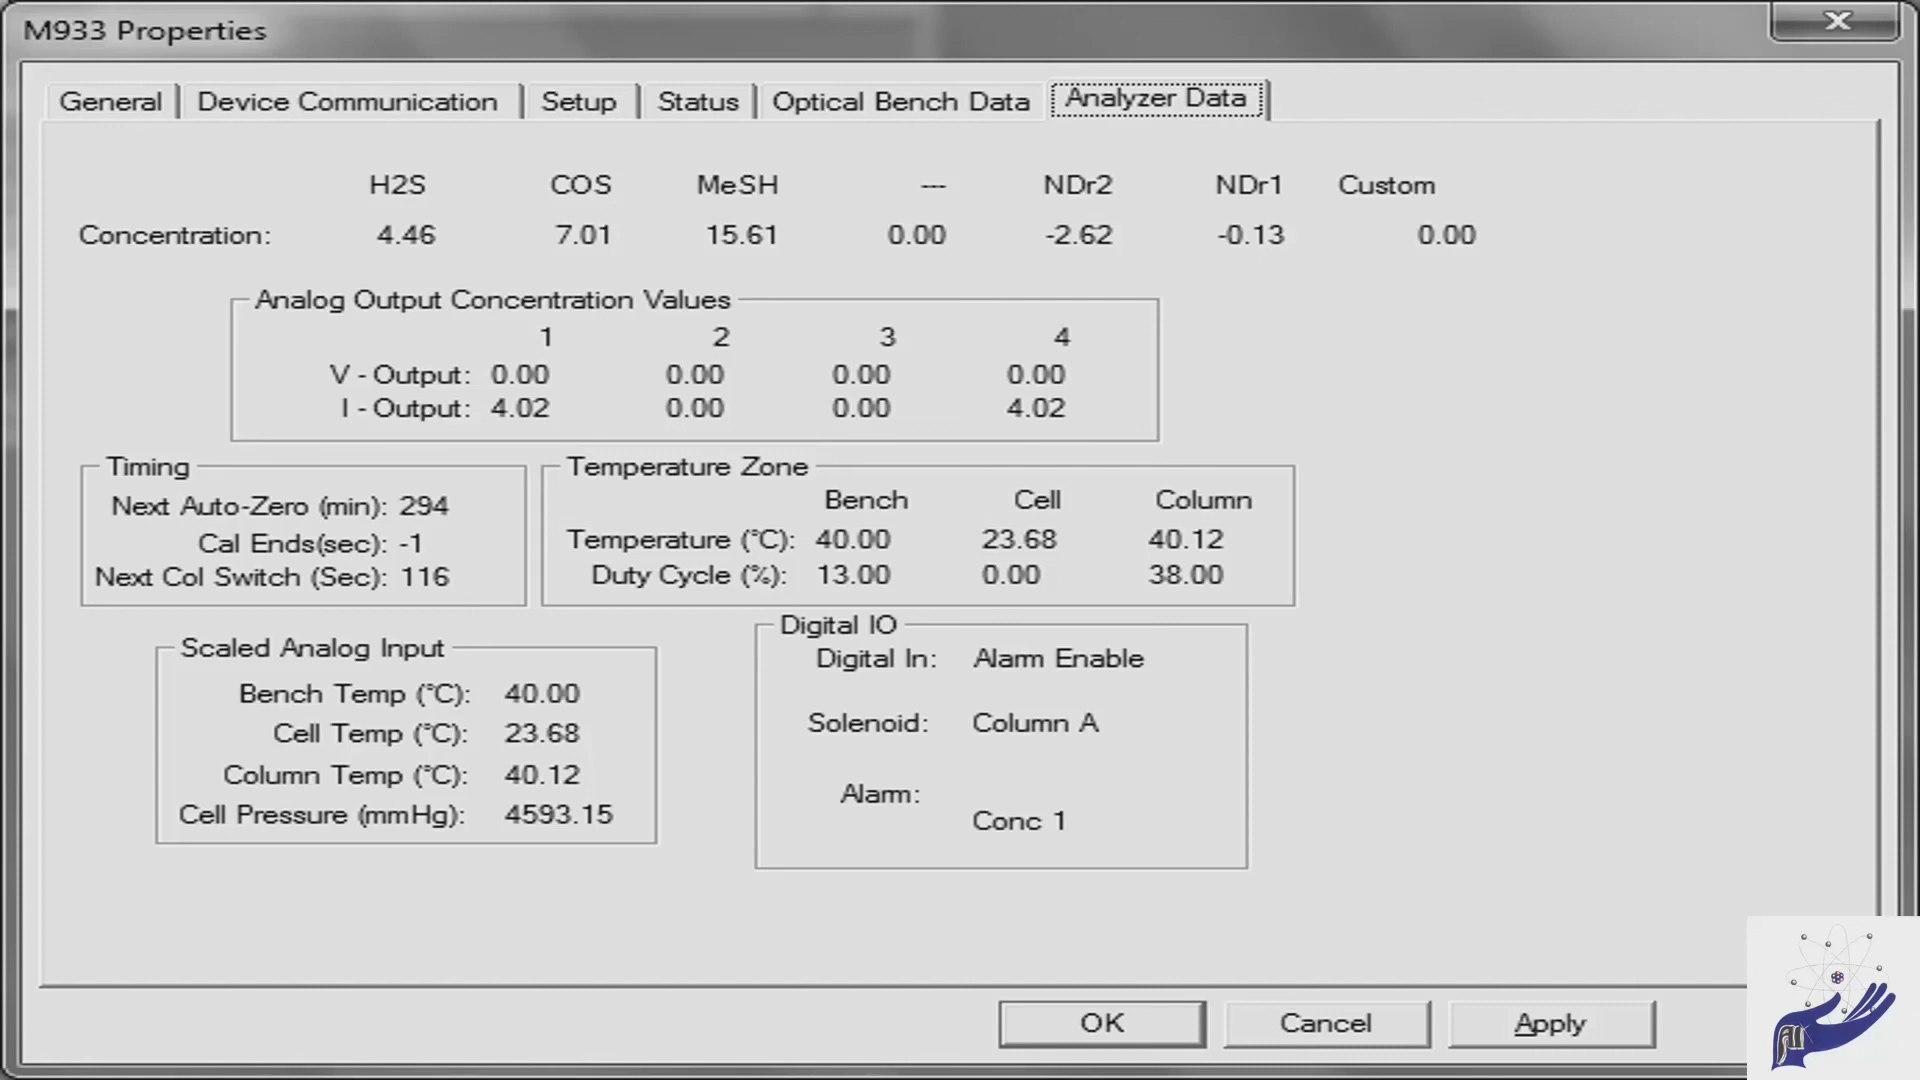 M933 Properties
General Device Communication Setup Status Optical Bench Data Analyzer Data
H2S COS MeSH --- NDr2 NDr1 Custom
Concentration: 4.46 7.01 15.61 0.00 -2.62 -0.13 0.00
Analog Output Concentration Values
1 2 3 4
V - Output: 0.00 0.00 0.00 0.00
I - Output: 4.02 0.00 0.00 4.02
Timing
Next Auto-Zero (min): 294
Cal Ends(sec): -1
Next Col Switch (Sec): 116
Temperature Zone
Bench Cell Column
Temperature (°C): 40.00 23.68 40.12
Duty Cycle (%): 13.00 0.00 38.00
Scaled Analog Input
Bench Temp (°C): 40.00
Cell Temp (°C): 23.68
Column Temp (°C): 40.12
Cell Pressure (mmHg): 4593.15
Digital IO
Digital In: Alarm Enable
Solenoid: Column A
Alarm:
Conc 1
OK Cancel Apply